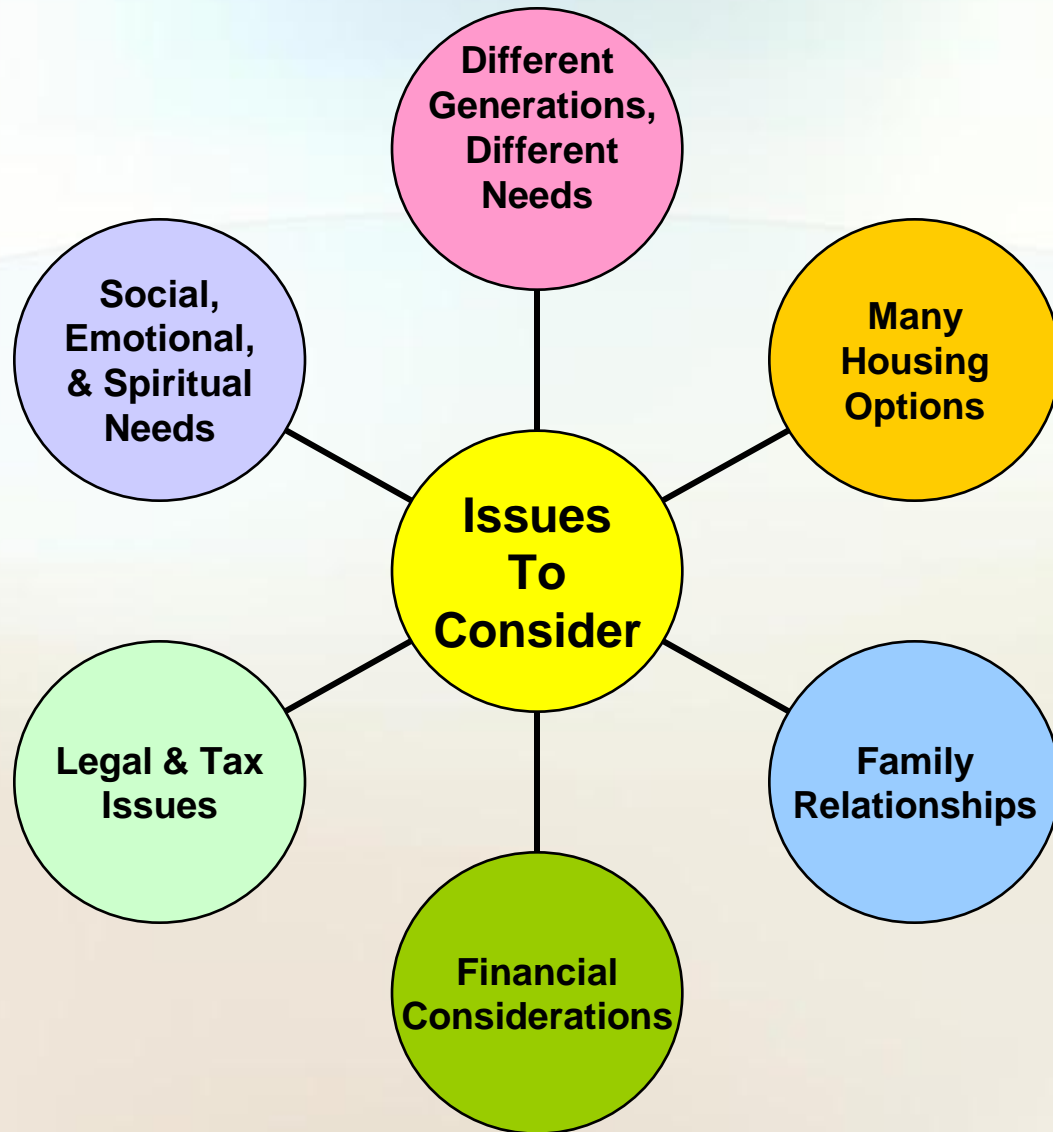 Different
Generations,
Different
Needs
Social,
Emotional,
& Spiritual
Needs
Many
Housing
Options
Issues
To
Consider
Legal & Tax
Issues
Family
Relationships
Financial
Considerations